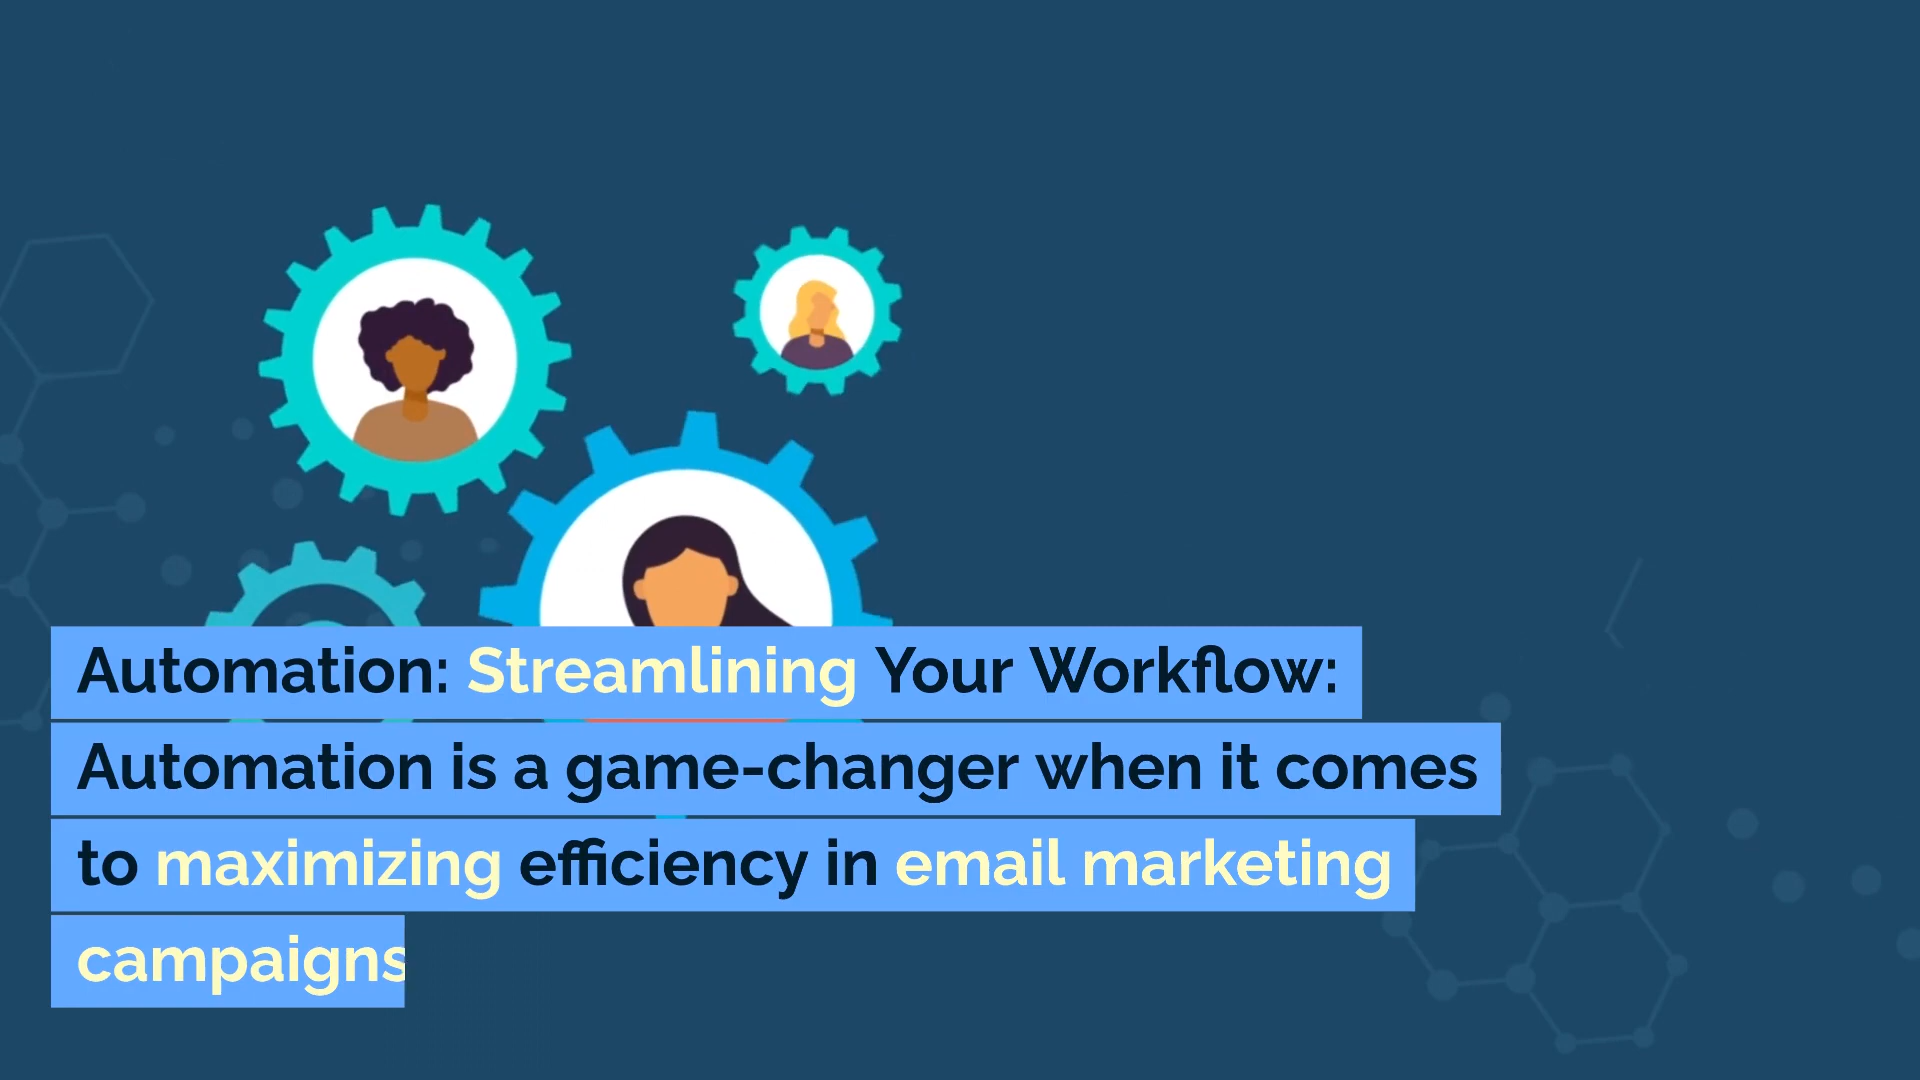 Automation: Streamlining Your Workflow:
Automation is a game-changer when it comes
to maximizing efficiency in email marketing
campaigns